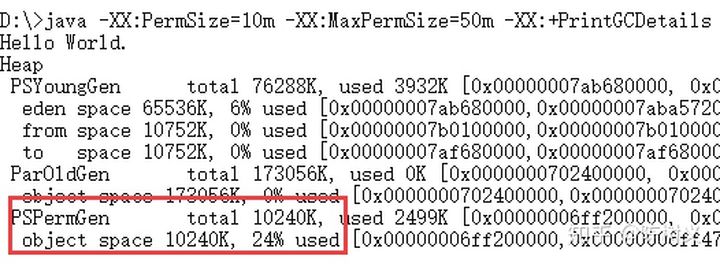 D:\>java -XX:PermSize=10m -XX:MaxPermSize=50m -XX:+PrintGCDetails
Hello World.
Heap
PSYoungGen total 76288K, used 3932K [0x00000007ab680000, 0x0
eden space 65536K, 6% used [0x00000007ab680000,0x00000007aba5720
from space 10752K, 0% used [0x00000007b0100000,0x00000007b010000
to space 10752K, 0% used [0x00000007af680000,0x00000007af68000
ParOldGen total 173056K, used 0K [0x0000000702400000, 0x0
object space 173056K, 0% used [0x0000000702400000,0x000000070240
PSPermGen total 10240K, used 2499K [0x00000006ff200000, 0x0
object space 10240K, 24% used [0x00000006ff200000,0x00000006ff47